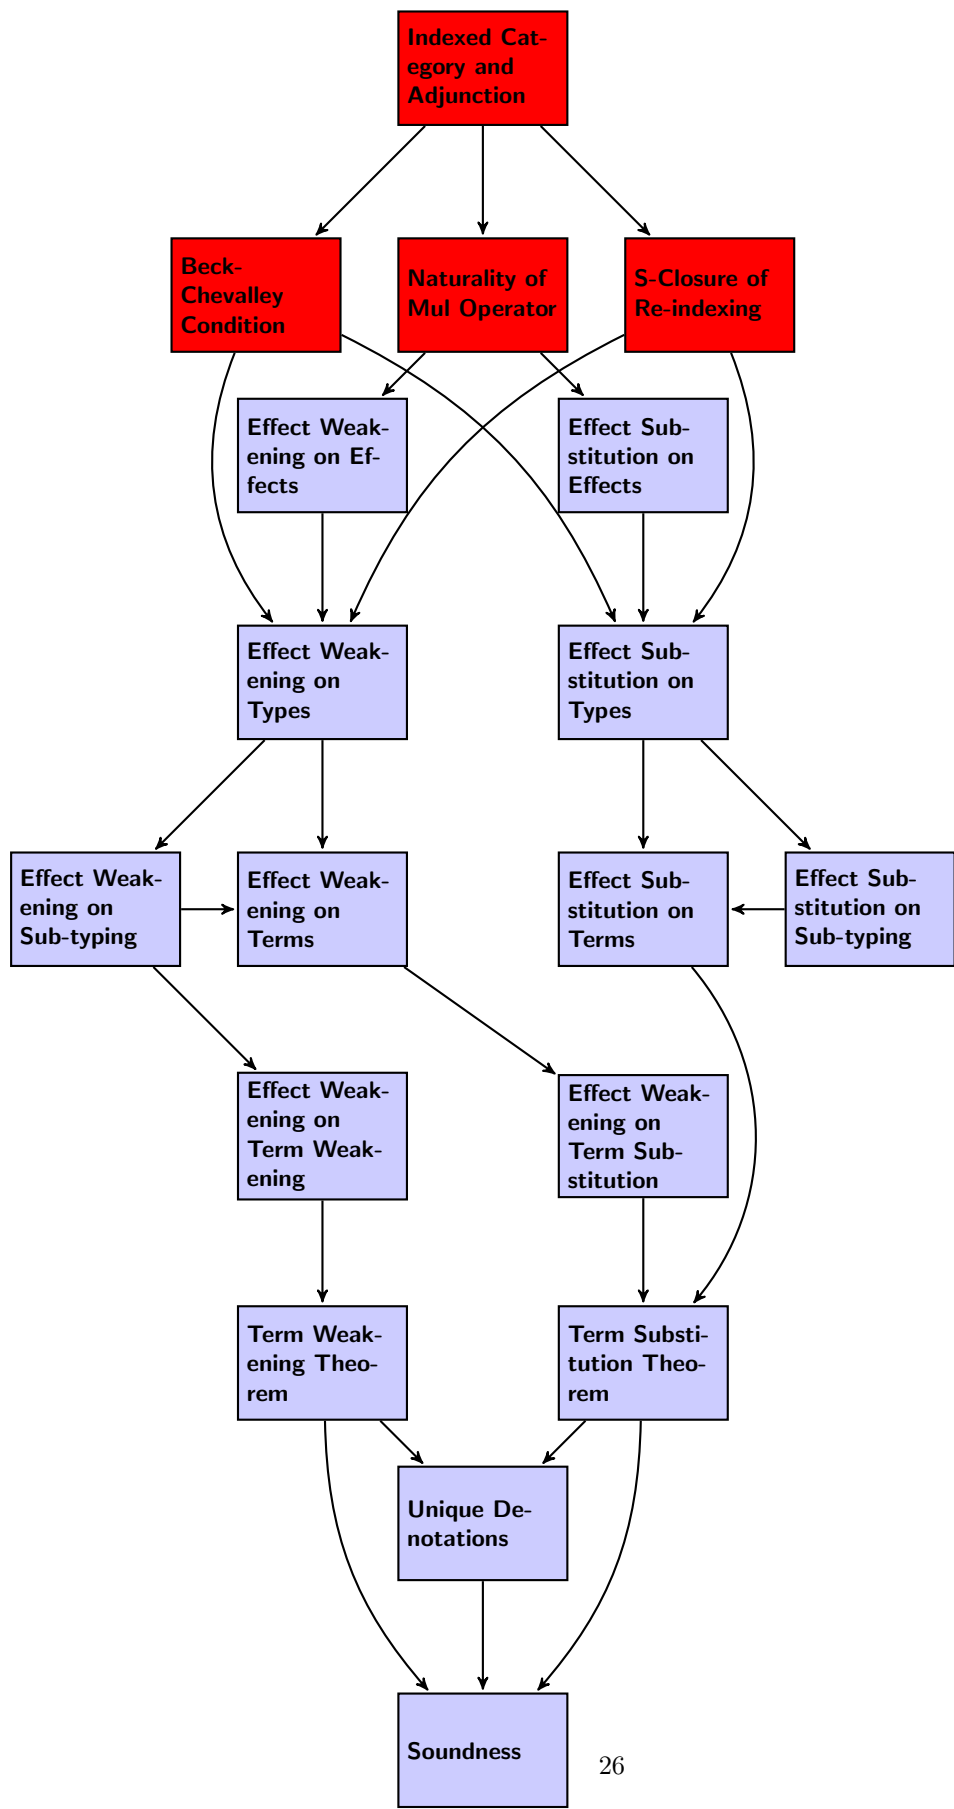 Indexed Cat-
egory and
Adjunction
Beck-
Chevalley
Condition
Naturality of
Mul Operator
S-Closure of
Re-indexing
Effect Weak-
ening on Ef-
fects
Effect Sub-
stitution on
Effects
Effect Weak-
ening on
Types
Effect Sub-
stitution on
Types
Effect Weak-
ening on
Sub-typing
Effect Weak-
ening on
Terms
Effect Sub-
stitution on
Terms
Effect Sub-
stitution on
Sub-typing
Effect Weak-
ening on
Term Weak-
ening
Effect Weak-
ening on
Term Sub-
stitution
Term Weak-
ening Theo-
rem
Term Substi-
tution Theo-
rem
Unique De-
notations
Soundness
26